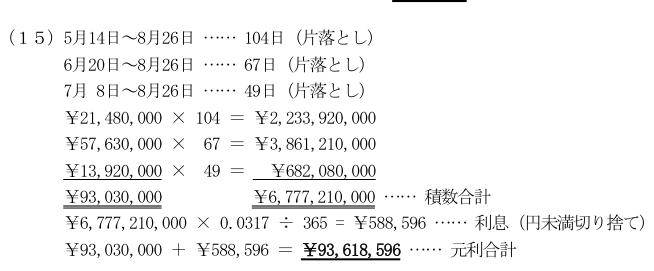 （１５）5月14日～8月26日 …… 104日（片落とし）
6月20日～8月26日 …… 67日（片落とし）
7月 8日～8月26日 …… 49日（片落とし）
￥21,480,000 × 104 ＝ ￥2,233,920,000
￥57,630,000 × 67 ＝ ￥3,861,210,000
￥13,920,000 × 49 ＝ ￥682,080,000
￥93,030,000 ￥6,777,210,000 …… 積数合計
￥6,777,210,000 × 0.0317 ÷ 365 = ￥588,596 …… 利息（円未満切り捨て）
￥93,030,000 ＋ ￥588,596 ＝ ￥93,618,596 …… 元利合計